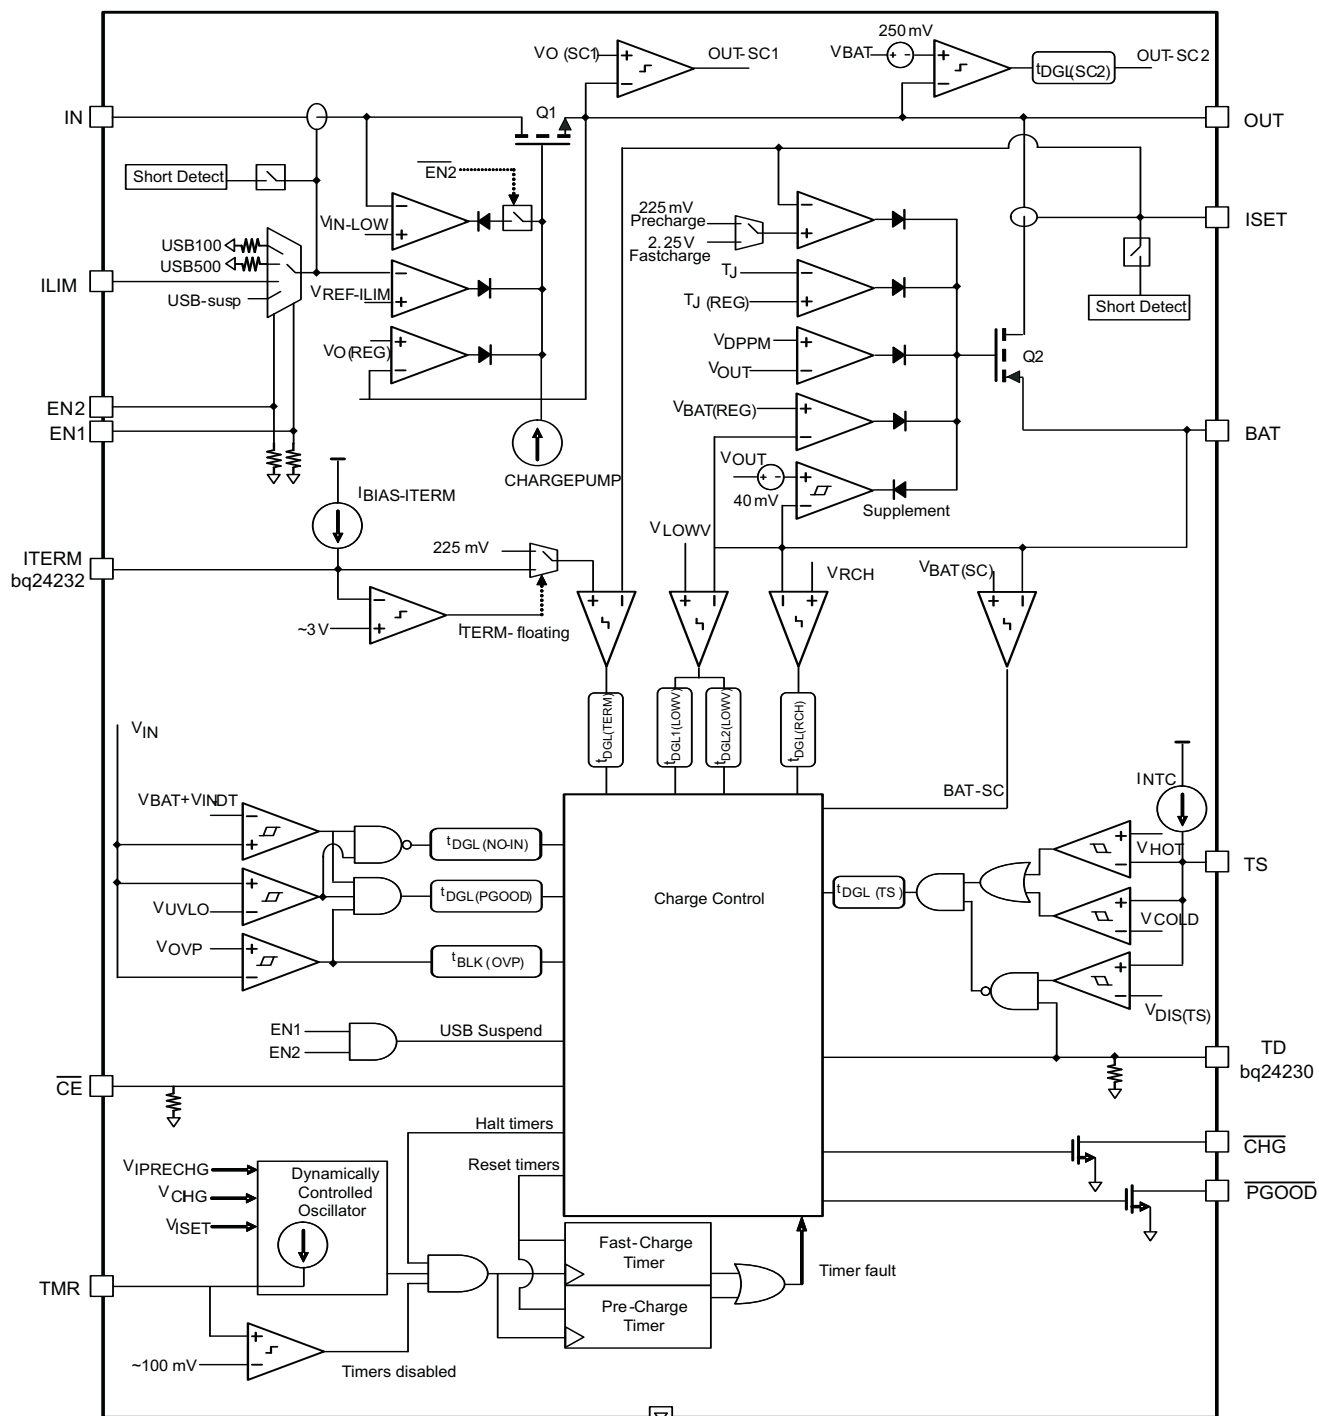 250 mV
VO (SC1)
OUT-SC1
VBAT
tDGL(SC2)
OUT-SC2
IN
Q1
OUT
Short Detect
EN2
VIN-LOW
225 mV
Precharge
2.25V
Fastcharge
ISET
USB100
USB500
ILIM
USB-susp
VREF-ILIM
TJ
TJ (REG)
Short Detect
VO (REG)
VDPPM
VOUT
Q2
EN2
EN1
VBAT(REG)
BAT
CHARGEPUMP
VOUT
40 mV
Supplement
IBIAS-ITERM
VLOWV
ITERM
bq24232
225 mV
VRCH
VBAT(SC)
~3V
ITERM- floating
tDGL(TERM)
tDGL1(LOWV)
tDGL2(LOWV)
tDGL(RCH)
VIN
INTC
BAT-SC
VBAT+VINDT
tDGL(NO-IN)
VHOT
TS
tDGL(PGOOD)
Charge Control
tDGL (TS)
VUVLO
VCOLD
VOVP
tBLK (OVP)
VDIS(TS)
EN1
EN2
USB Suspend
TD
bq24230
CE
Halt timers
CHG
Reset timers
VIPRECHG
VCHG
VISET
Dynamically
Controlled
Oscillator
PGOOD
Fast-Charge
Timer
Timer fault
TMR
Pre-Charge
Timer
~100 mV
Timers disabled